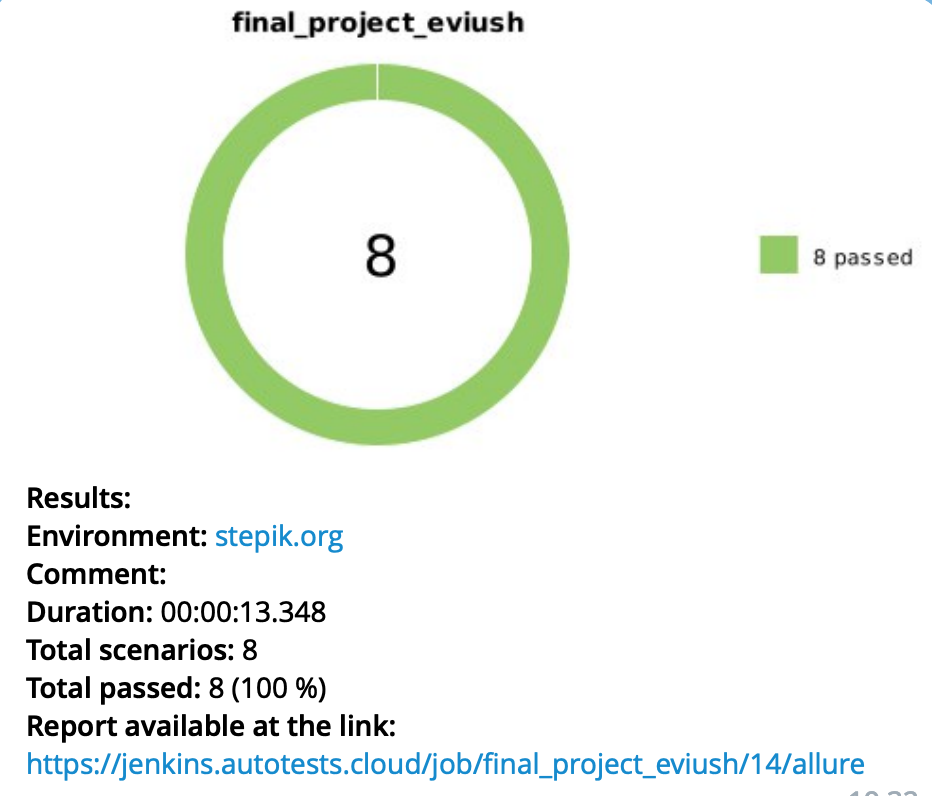 final_project_eviush
8
8 passed
Results:
Environment: stepik.org
Comment:
Duration: 00:00:13.348
Total scenarios: 8
Total passed: 8 (100 %)
Report available at the link:
https://jenkins.autotests.cloud/job/final_project_eviush/14/allure